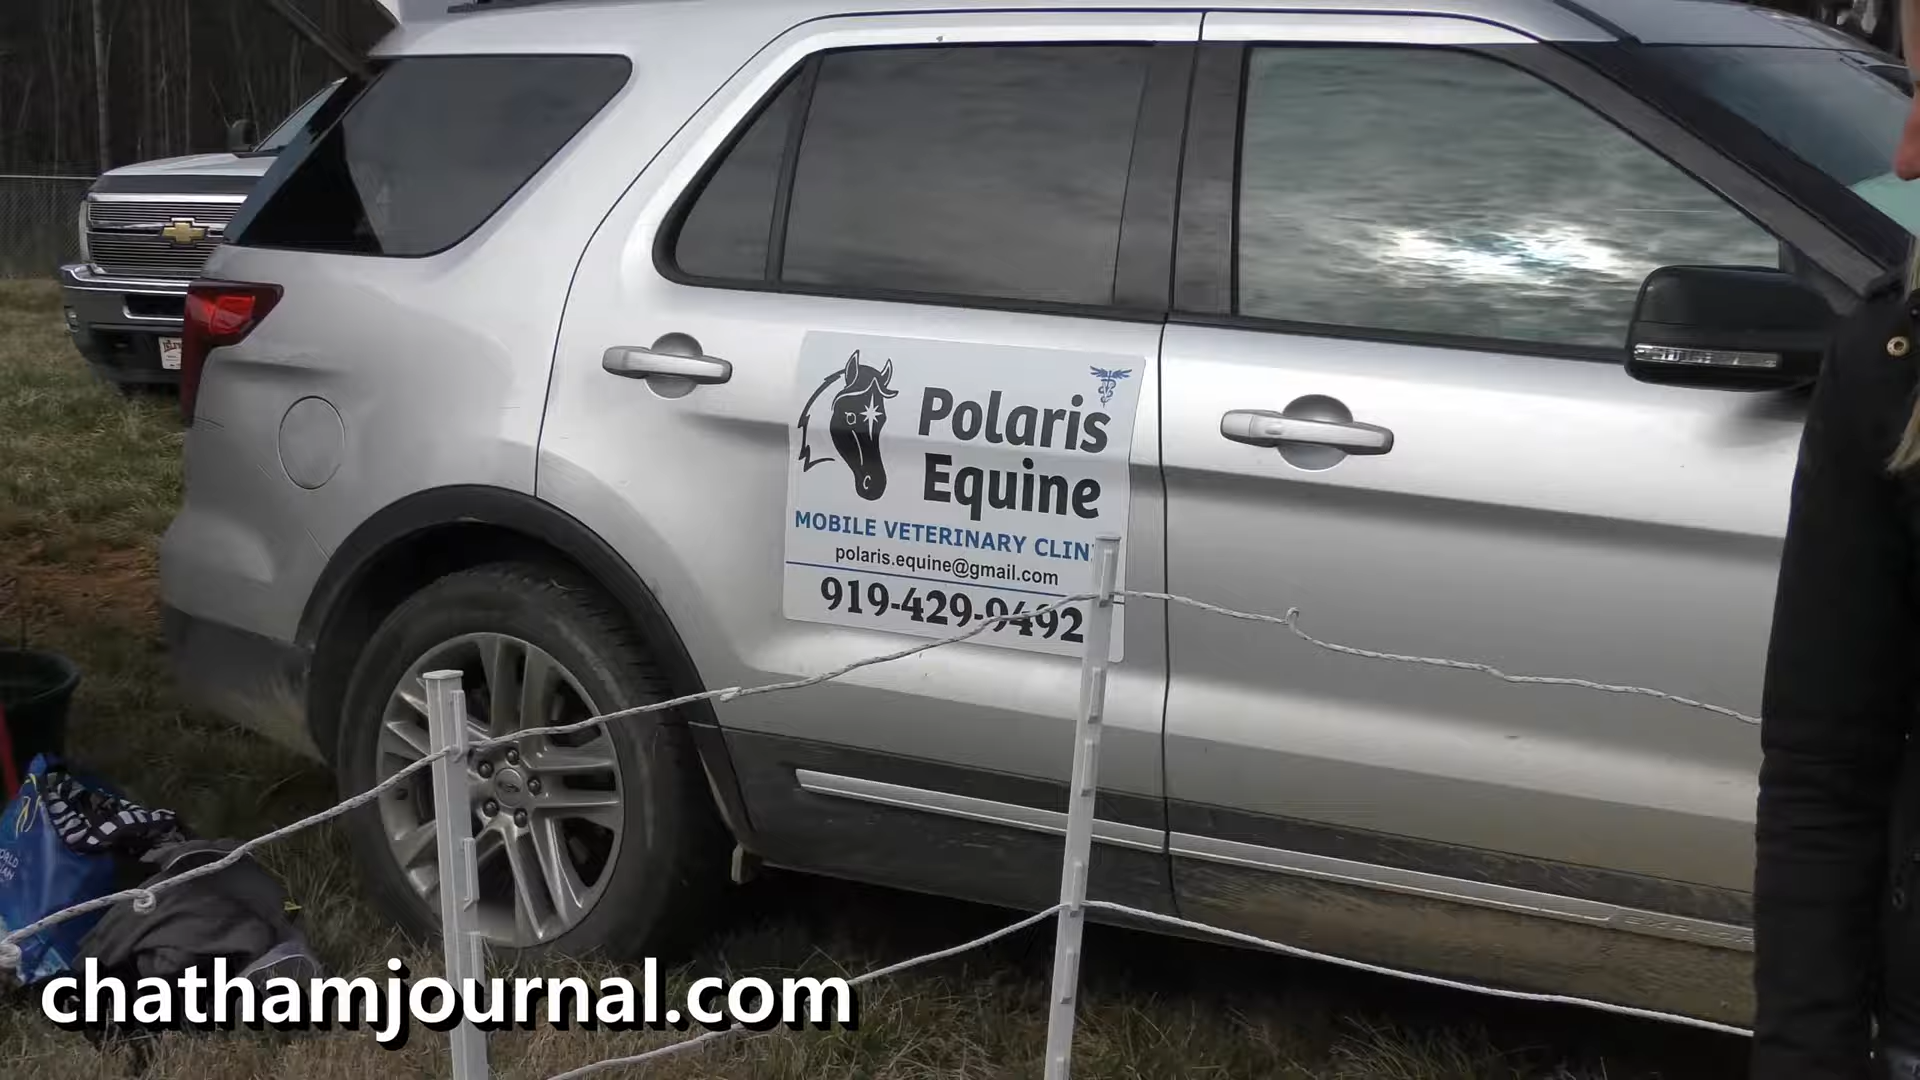 Polaris
Equine
MOBILE VETERINARY CLIN
polaris.equine@gmail.com
919-429-9492
chathamjournal.com